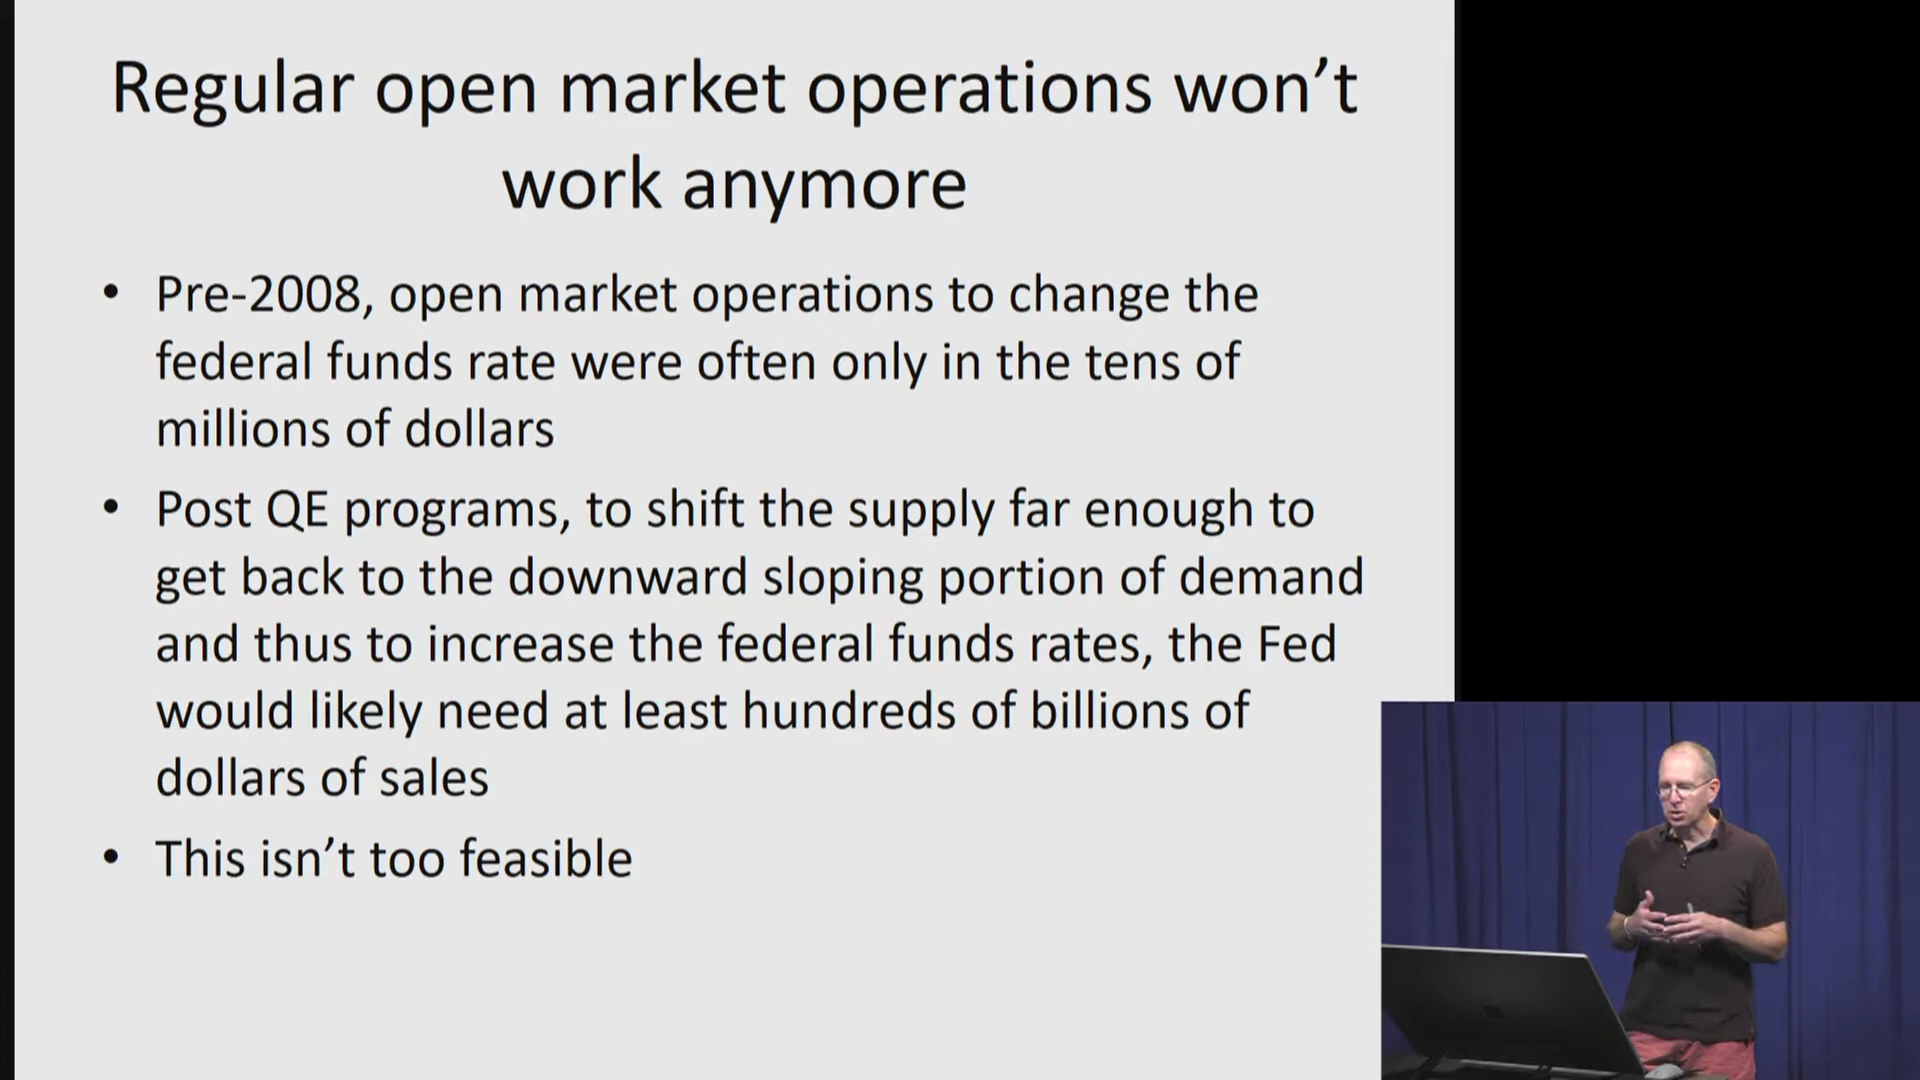 Regular open market operations won’t
work anymore
• Pre-2008, open market operations to change the
federal funds rate were often only in the tens of
millions of dollars
• Post QE programs, to shift the supply far enough to
get back to the downward sloping portion of demand
and thus to increase the federal funds rates, the Fed
would likely need at least hundreds of billions of
dollars of sales
• This isn’t too feasible